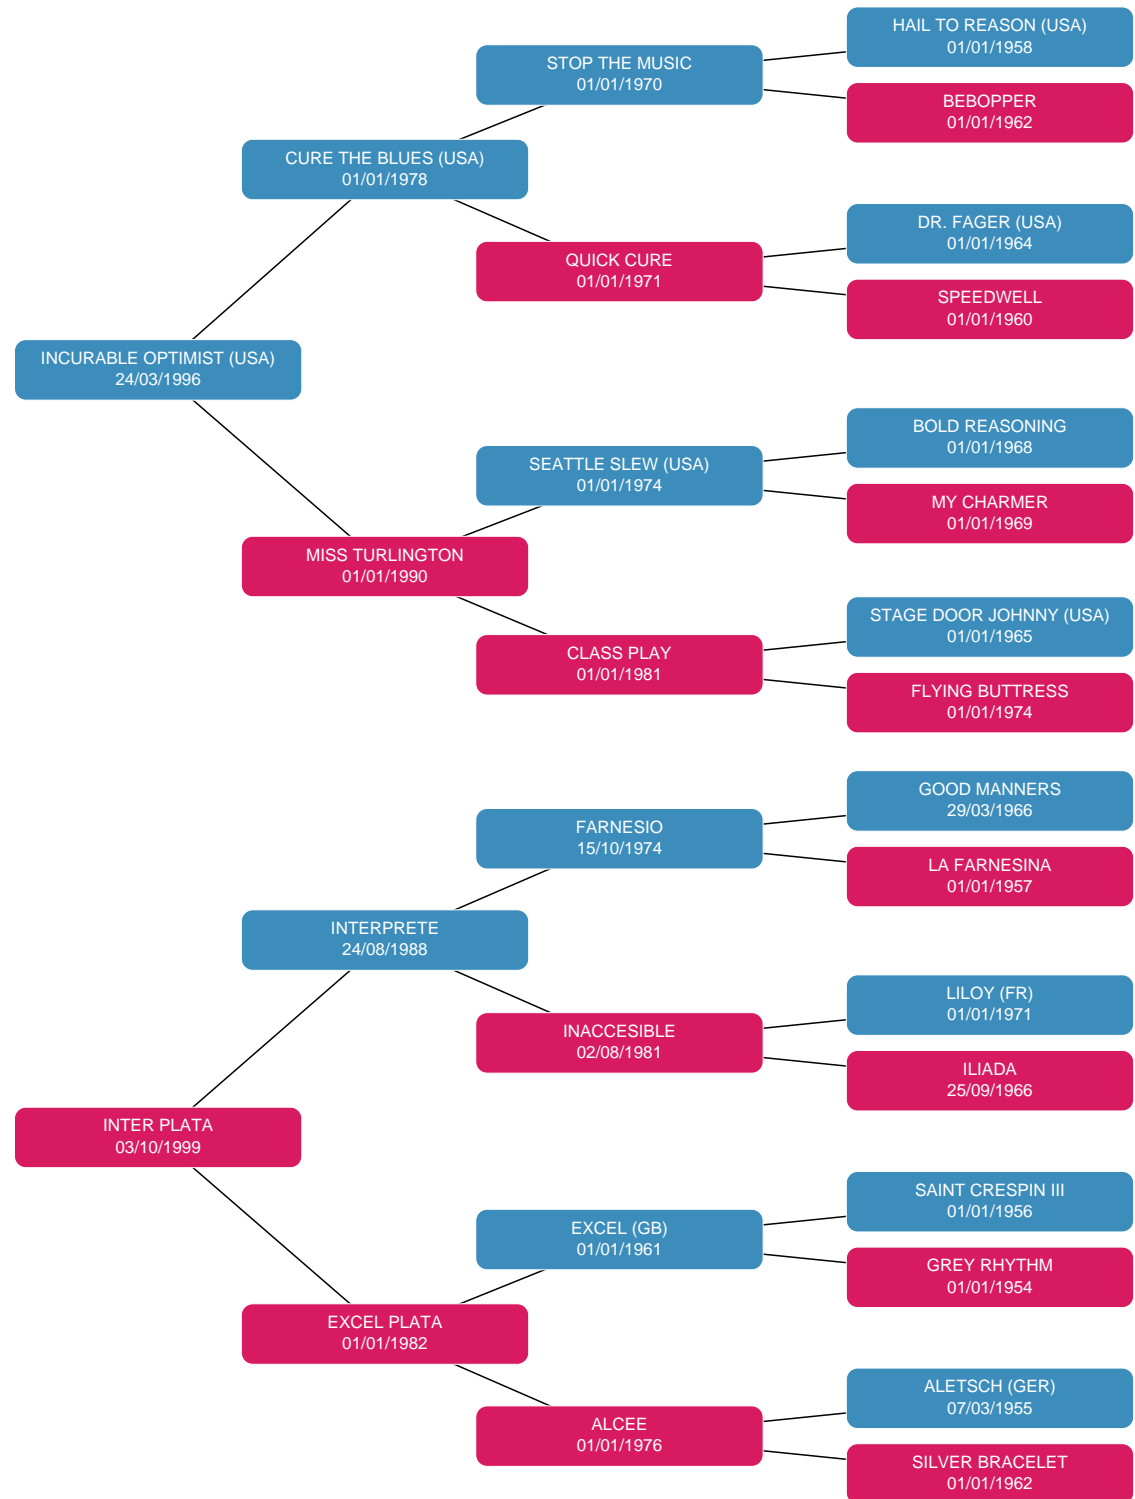 HAIL TO REASON (USA)
01/01/1958
STOP THE MUSIC
01/01/1970
BEBOPPER
01/01/1962
CURE THE BLUES (USA)
01/01/1978
DR. FAGER (USA)
01/01/1964
QUICK CURE
01/01/1971
SPEEDWELL
01/01/1960
INCURABLE OPTIMIST (USA)
24/03/1996
BOLD REASONING
01/01/1968
SEATTLE SLEW (USA)
01/01/1974
MY CHARMER
01/01/1969
MISS TURLINGTON
01/01/1990
STAGE DOOR JOHNNY (USA)
01/01/1965
CLASS PLAY
01/01/1981
FLYING BUTTRESS
01/01/1974
GOOD MANNERS
29/03/1966
FARNESIO
15/10/1974
LA FARNESINA
01/01/1957
INTERPRETE
24/08/1988
LILOY (FR)
01/01/1971
INACCESIBLE
02/08/1981
ILIADA
25/09/1966
INTER PLATA
03/10/1999
SAINT CRESPIN III
01/01/1956
EXCEL (GB)
01/01/1961
GREY RHYTHM
01/01/1954
EXCEL PLATA
01/01/1982
ALETSCH (GER)
07/03/1955
ALCEE
01/01/1976
SILVER BRACELET
01/01/1962